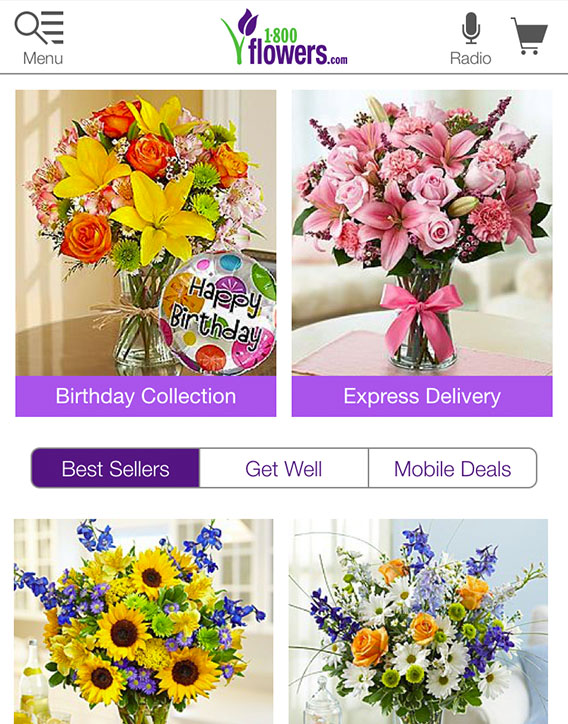 1·800
flowers.com
Menu
Radio
Happy
Birthday
Birthday Collection
Express Delivery
Best Sellers
Get Well
Mobile Deals